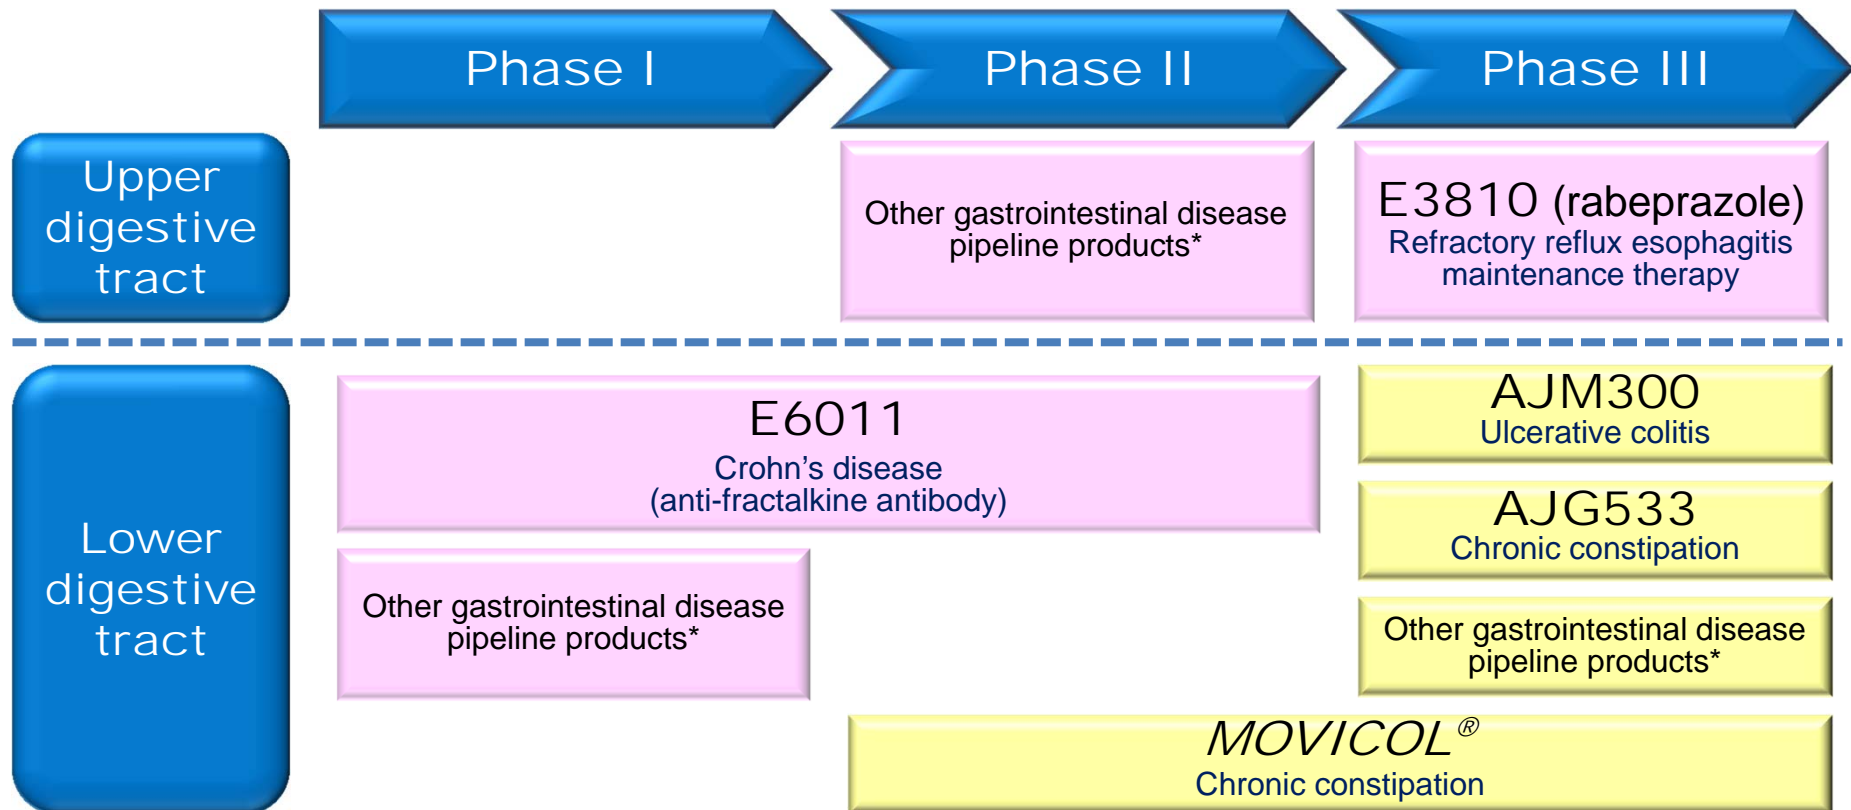 Phase I
Phase II
Phase III
Upper
digestive
tract
Other gastrointestinal disease
pipeline products*
E3810 (rabeprazole)
Refractory reflux esophagitis
maintenance therapy
Lower
digestive
tract
E6011
Crohn’s disease
(anti-fractalkine antibody)
Other gastrointestinal disease
pipeline products*
AJM300
Ulcerative colitis
AJG533
Chronic constipation
Other gastrointestinal disease
pipeline products*
MOVICOL®
Chronic constipation